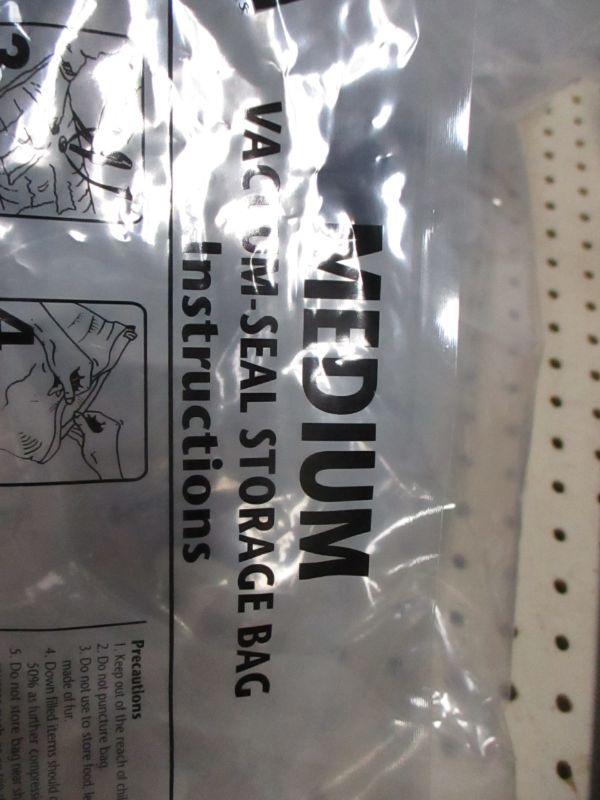 MEDIUM
VACUUM-SEAL STORAGE BAG
Instructions
3
4
Precautions
1. Keep out of the reach of
2. Do not puncture bag.
3. Do not use to store food,
made of fur.
4. Down filled items should
50% as further
5. Do not store bag near